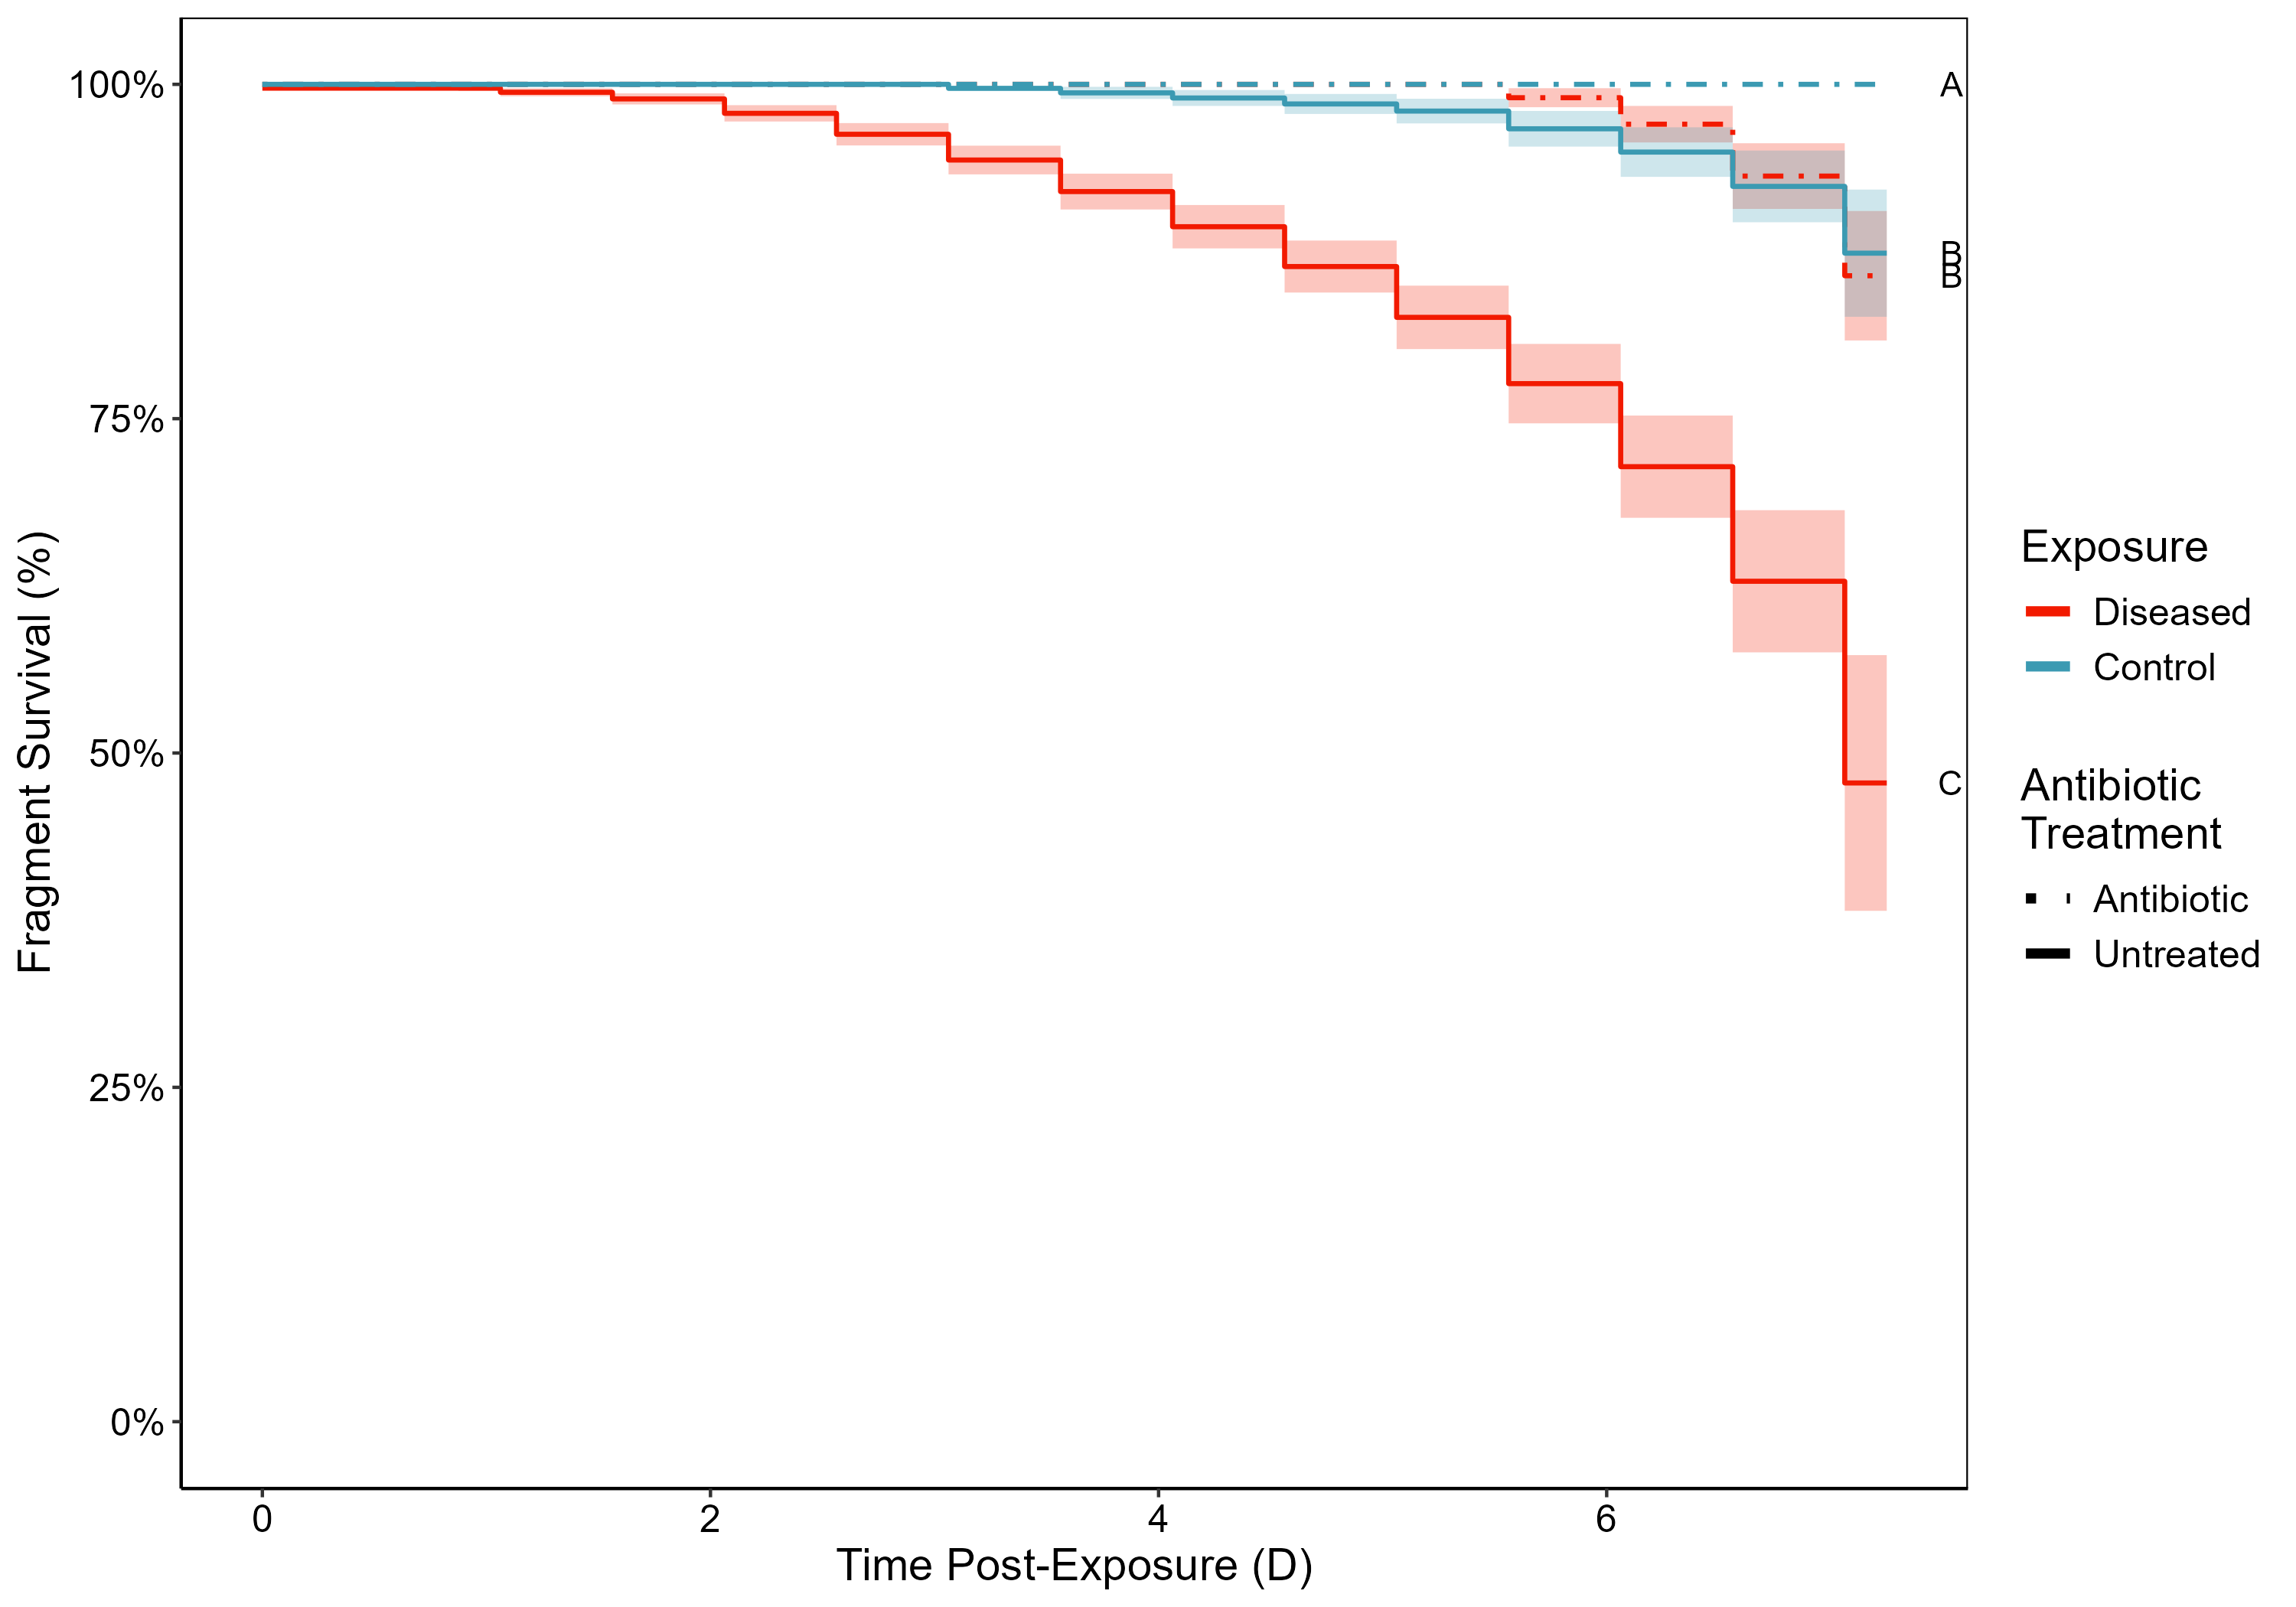 100%
75%
50%
25%
0%
Fragment Survival (%)
0
2
4
6
Time Post-Exposure (D)
A
B
B
C
Exposure
Diseased
Control
Antibiotic
Treatment
Antibiotic
Untreated